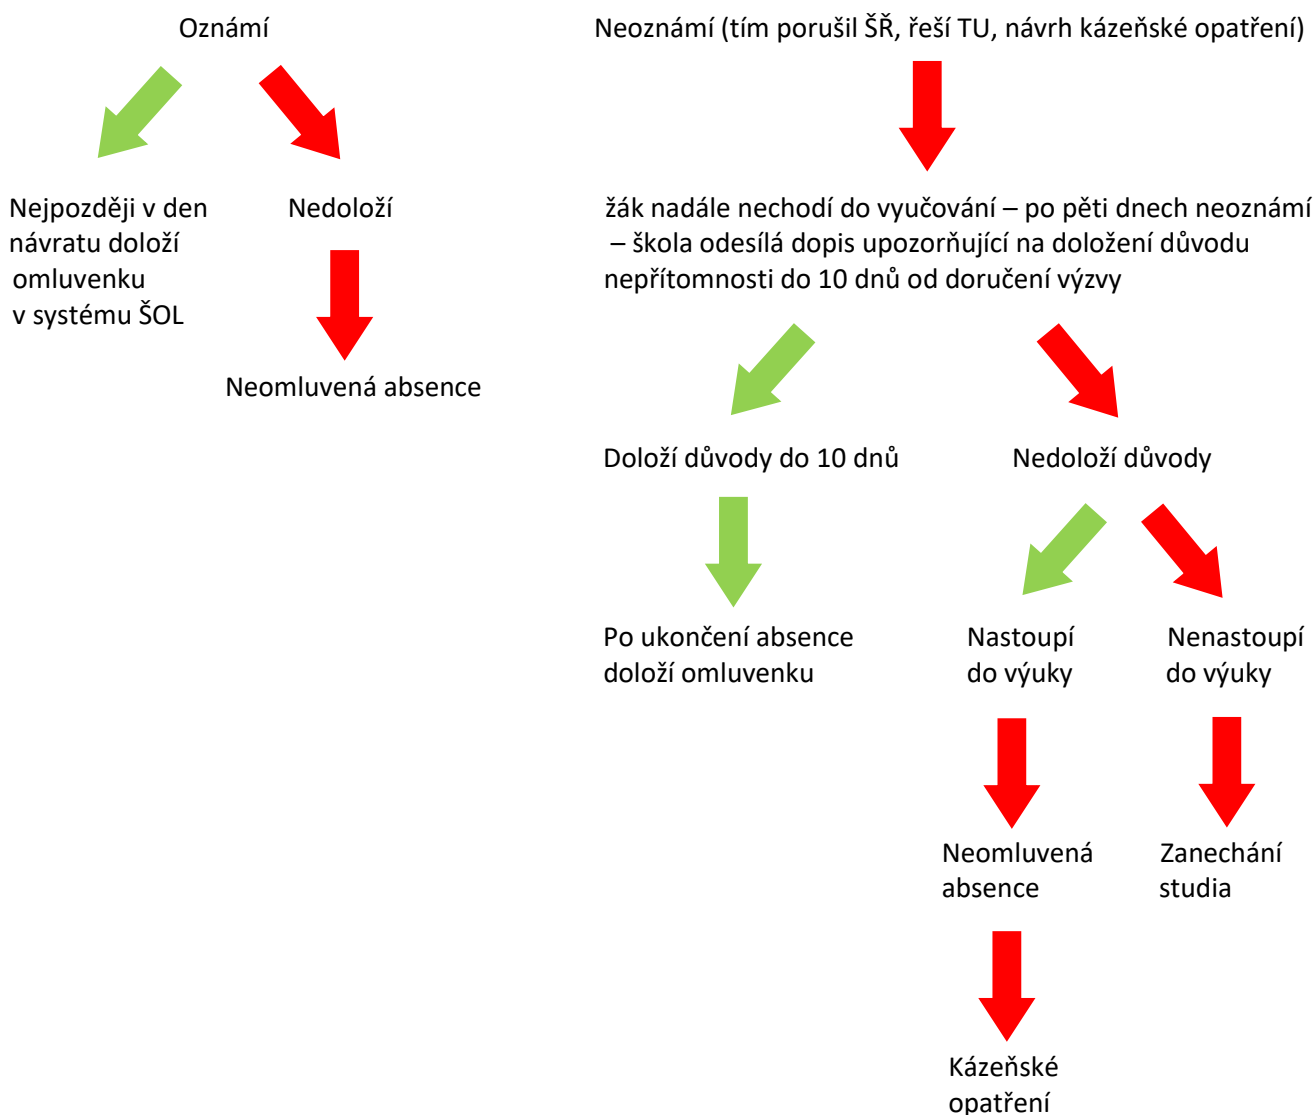 Oznámí
Neoznámí (tím porušil ŠŘ, řeší TU, návrh kázeňské opatření)
Nejpozději v den
návratu doloží
omluvenku
v systému ŠOL
Nedoloží
Neomluvená absence
žák nadále nechodí do vyučování – po pěti dnech neoznámí
– škola odesílá dopis upozorňující na doložení důvodu
nepřítomnosti do 10 dnů od doručení výzvy
Doloží důvody do 10 dnů
Nedoloží důvody
Po ukončení absence
doloží omluvenku
Nastoupí
do výuky
Nenastoupí
do výuky
Neomluvená
absence
Zanechání
studia
Kázeňské
opatření